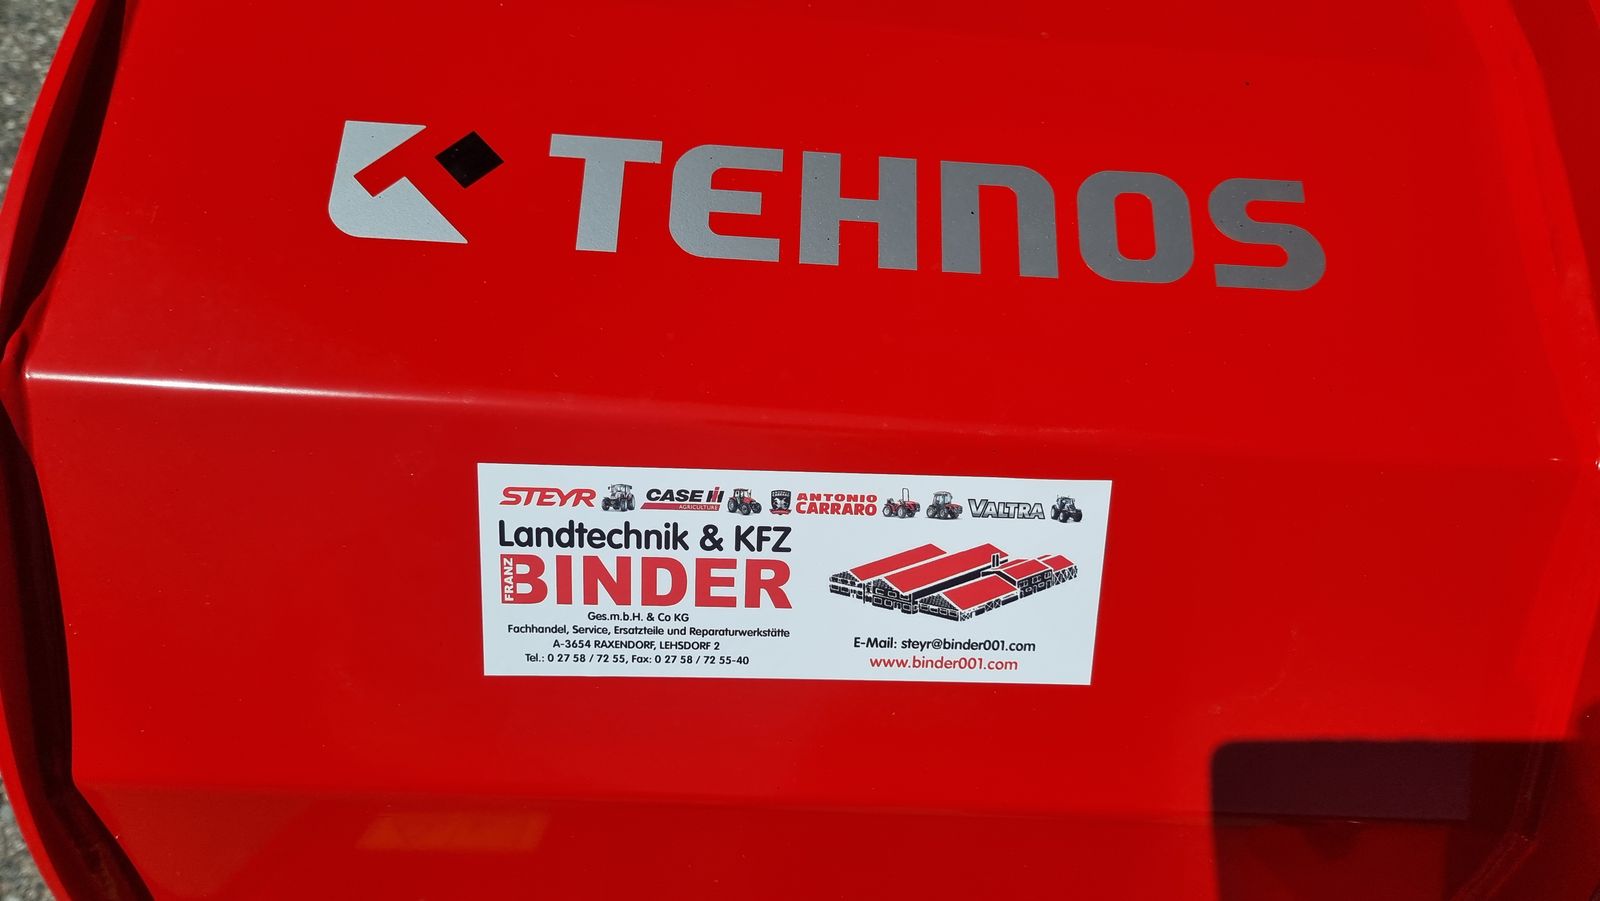 TEHNOS
STEYR CASE IH AGRICULTURE ANTONIO CARRARO VALTRA
Landtechnik & KFZ
FRANZ BINDER
Ges.m.b.H. & Co KG
Fachhandel, Service, Ersatzteile und Reparaturwerkstätte
A-3654 RAXENDORF, LEHSDORF 2
Tel.: 0 27 58 / 72 55, Fax: 0 27 58 / 72 55-40
E-Mail: steyr@binder001.com
www.binder001.com